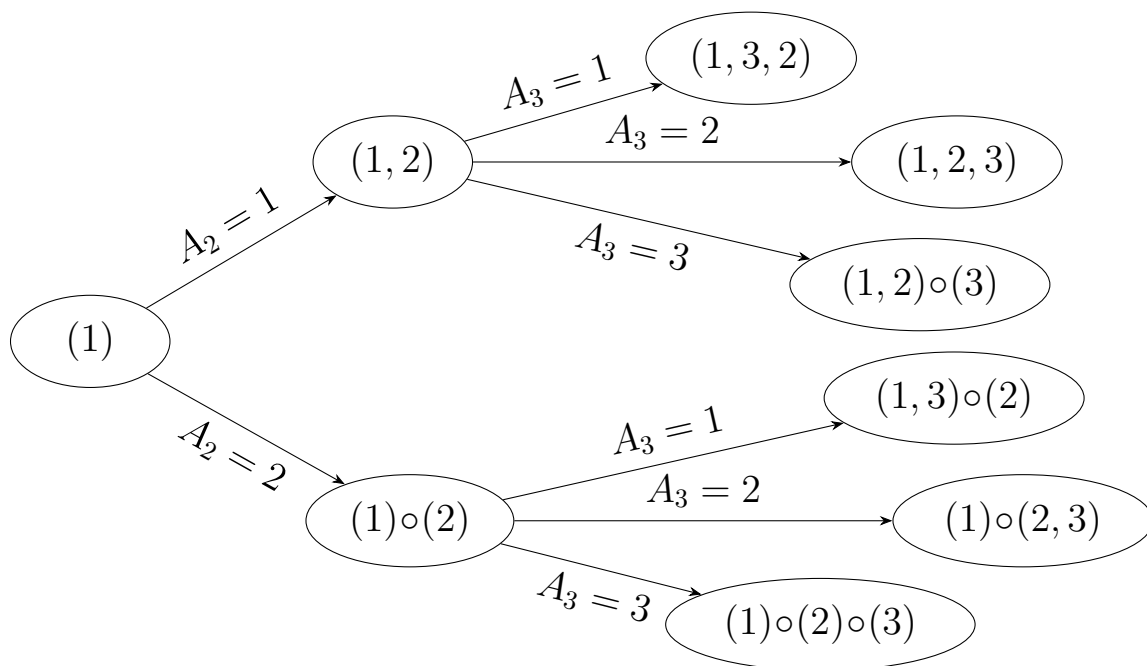 (1, 3, 2)
A₃ = 1
A₃ = 2
(1, 2)
(1, 2, 3)
A₂ = 1
A₃ = 3
(1, 2)∘(3)
(1)
(1, 3)∘(2)
A₃ = 1
A₂ = 2
A₃ = 2
(1)∘(2)
(1)∘(2, 3)
A₃ = 3
(1)∘(2)∘(3)